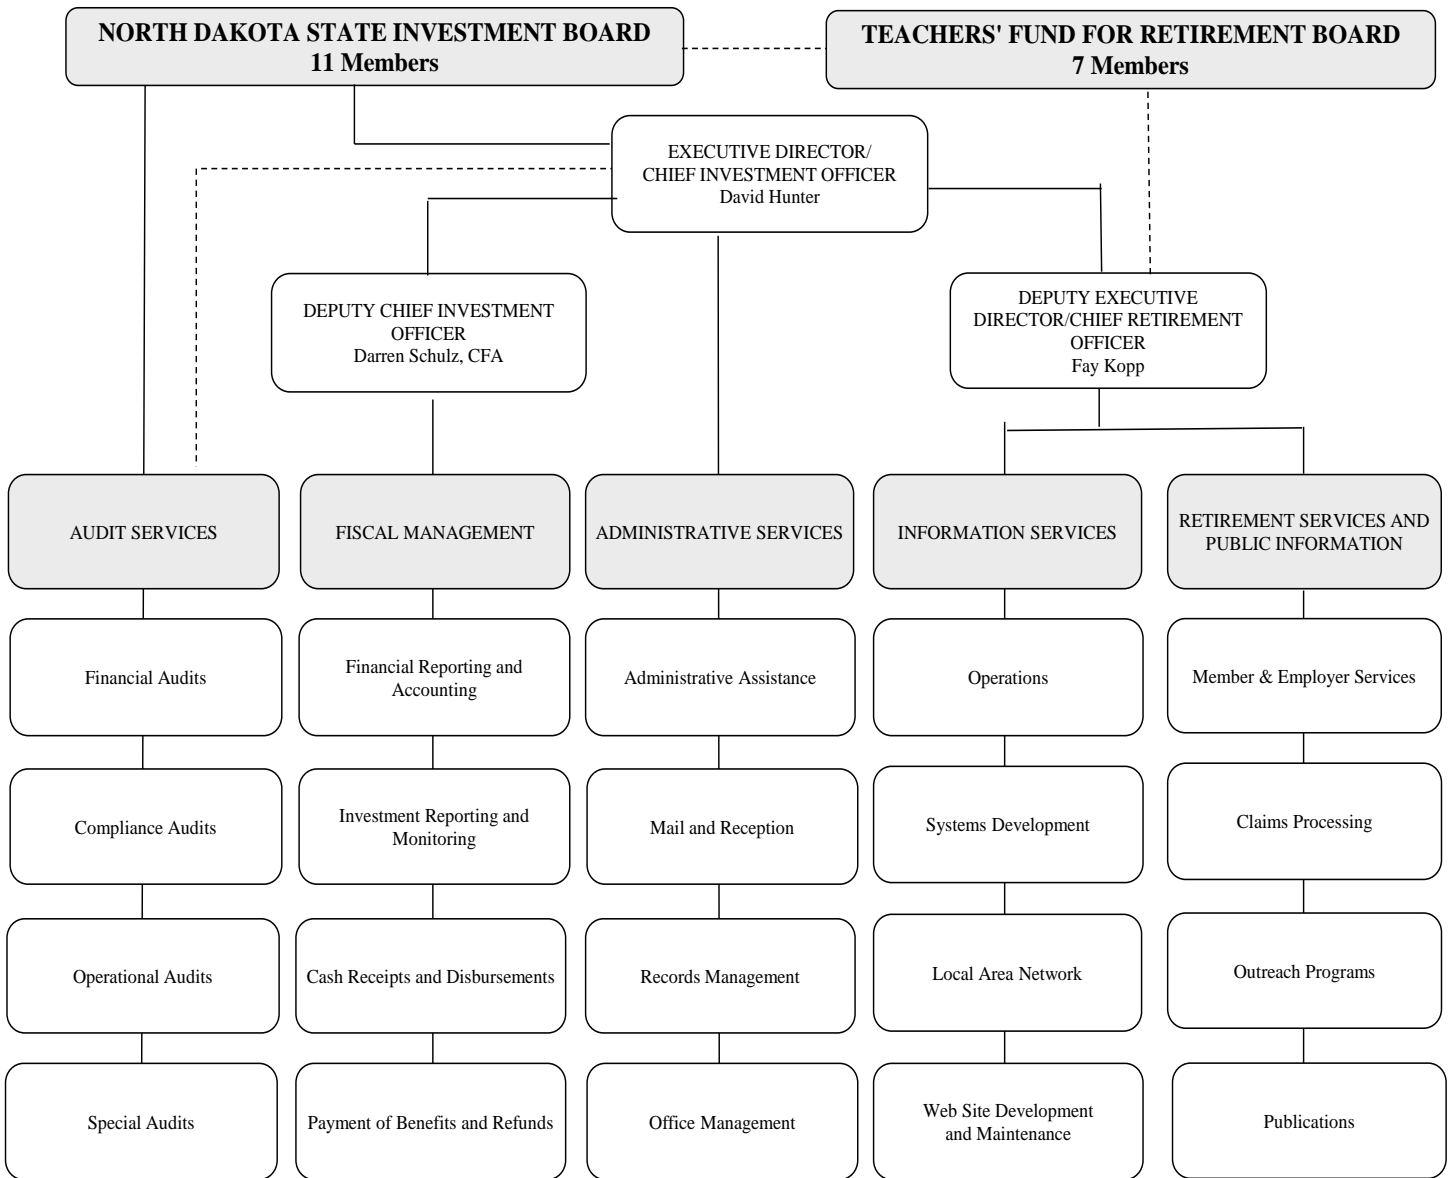 NORTH DAKOTA STATE INVESTMENT BOARD
11 Members
TEACHERS' FUND FOR RETIREMENT BOARD
7 Members
EXECUTIVE DIRECTOR/
CHIEF INVESTMENT OFFICER
David Hunter
DEPUTY CHIEF INVESTMENT
OFFICER
Darren Schulz, CFA
DEPUTY EXECUTIVE
DIRECTOR/CHIEF RETIREMENT
OFFICER
Fay Kopp
AUDIT SERVICES
FISCAL MANAGEMENT
ADMINISTRATIVE SERVICES
INFORMATION SERVICES
RETIREMENT SERVICES AND
PUBLIC INFORMATION
Financial Audits
Financial Reporting and
Accounting
Administrative Assistance
Operations
Member & Employer Services
Compliance Audits
Investment Reporting and
Monitoring
Mail and Reception
Systems Development
Claims Processing
Operational Audits
Cash Receipts and Disbursements
Records Management
Local Area Network
Outreach Programs
Special Audits
Payment of Benefits and Refunds
Office Management
Web Site Development
and Maintenance
Publications